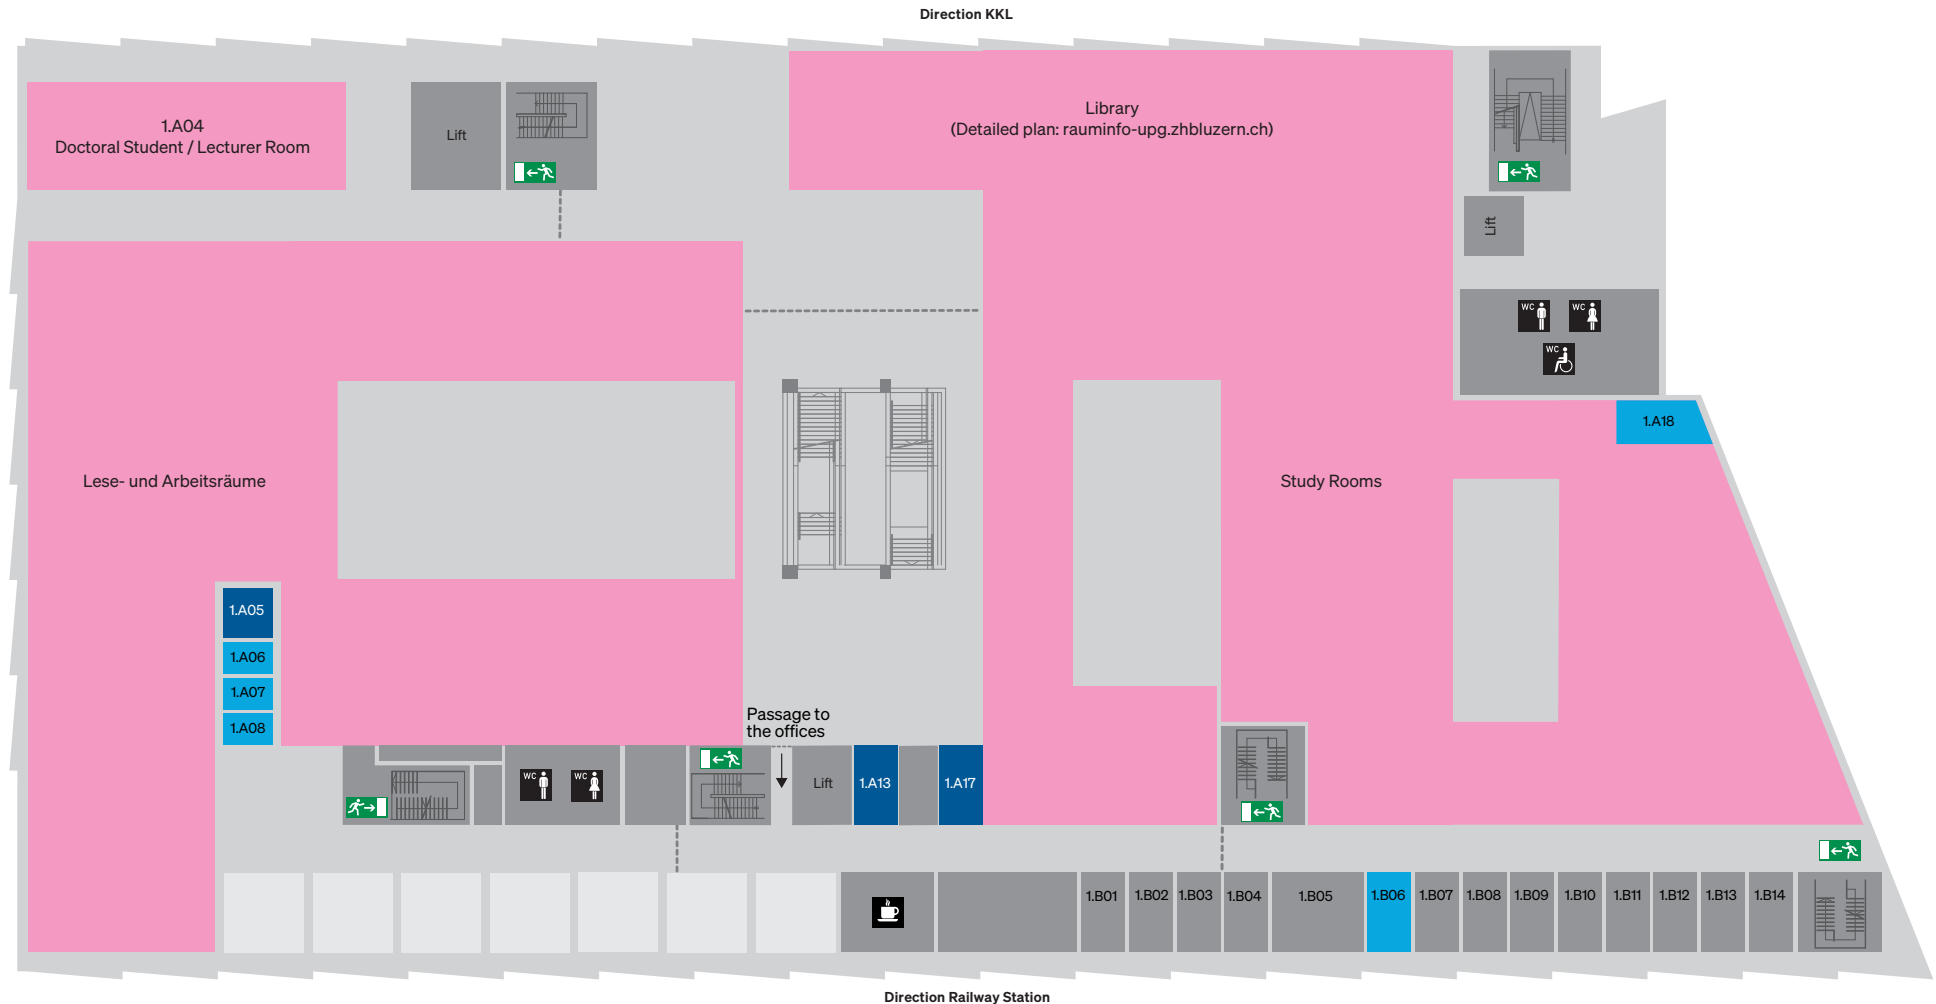 Direction KKL
1.A04
Doctoral Student / Lecturer Room
Lift
Library
(Detailed plan: rauminfo-upg.zhbluzern.ch)
Lift
WC
WC
WC
1.A18
Lese- und Arbeitsräume
Study Rooms
1.A05
1.A06
1.A07
1.A08
Passage to
the offices
WC
WC
Lift
1.A13
1.A17
1.B01
1.B02
1.B03
1.B04
1.B05
1.B06
1.B07
1.B08
1.B09
1.B10
1.B11
1.B12
1.B13
1.B14
Direction Railway Station